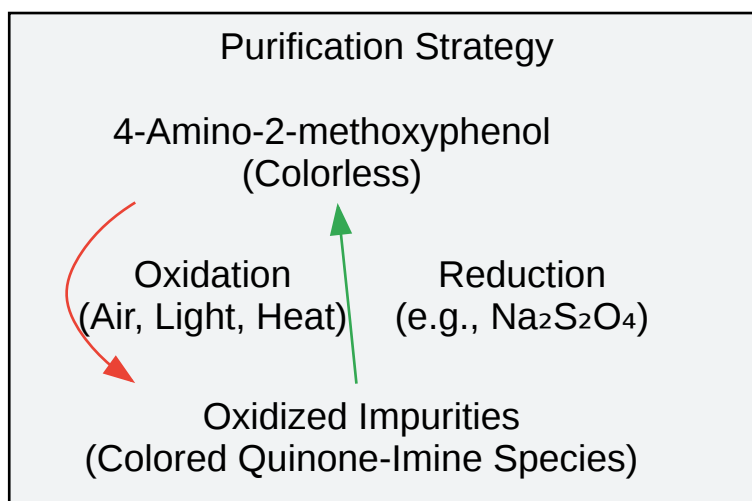 Purification Strategy
4-Amino-2-methoxyphenol
(Colorless)
Oxidation
(Air, Light, Heat)
Reduction
(e.g., Na₂S₂O₄)
Oxidized Impurities
(Colored Quinone-Imine Species)